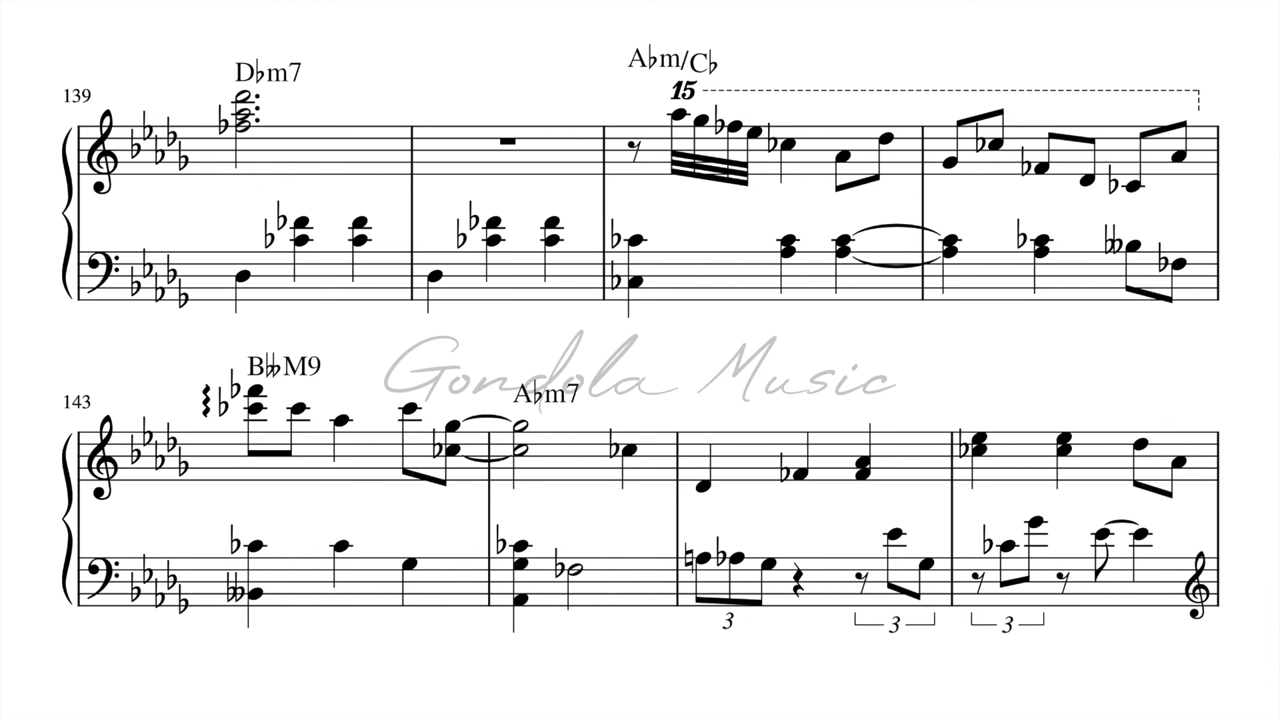 D♭m7
A♭m/C♭
139
15
B𝄫M9
Gondola Music
143
A♭m7
3
3
3